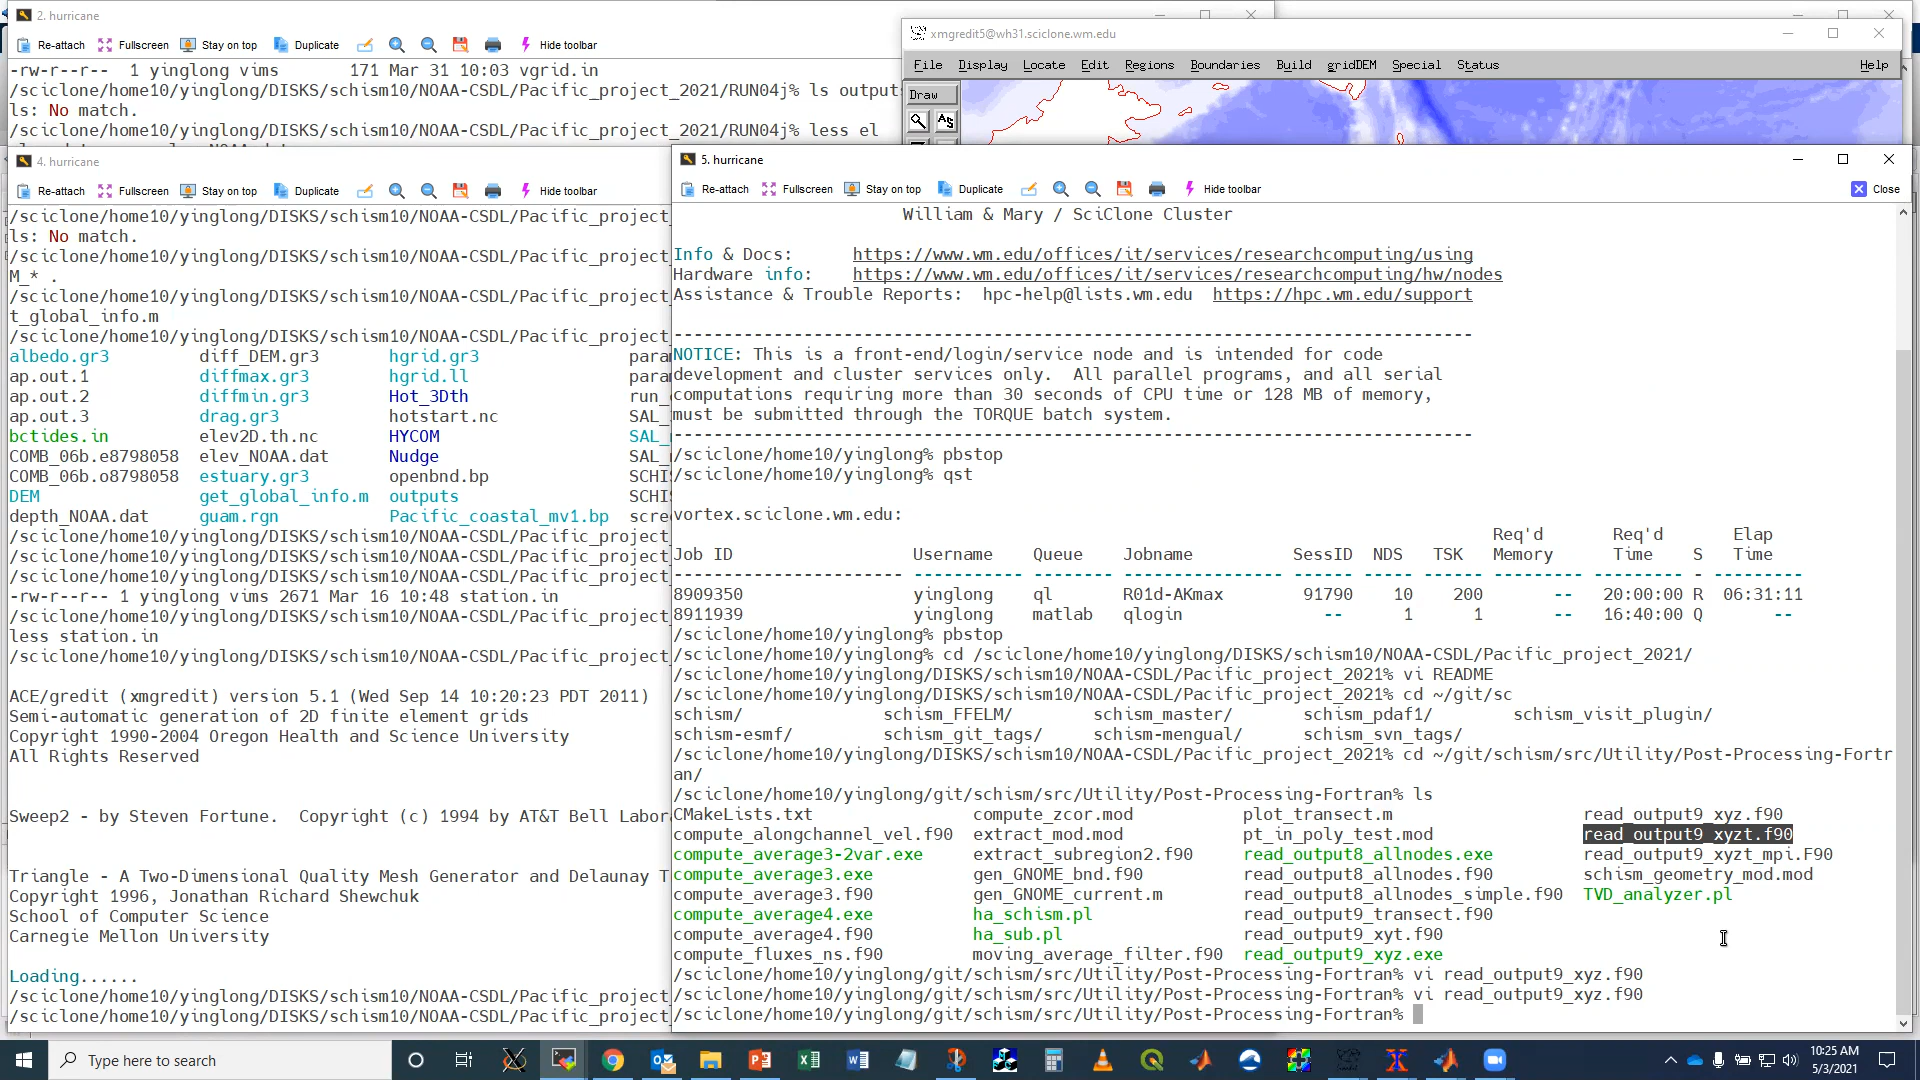 2. hurricane
Re-attach Fullscreen Stay on top Duplicate Hide toolbar
-rw-r--r-- 1 yinglong vims 171 Mar 31 10:03 vgrid.in
/sciclone/home10/yinglong/DISKS/schism10/NOAA-CSDL/Pacific_project_2021/RUN04j% ls output
ls: No match.
/sciclone/home10/yinglong/DISKS/schism10/NOAA-CSDL/Pacific_project_2021/RUN04j% less el
xmgredit5@wh31.sciclone.wm.edu
File Display Locate Edit Regions Boundaries Build gridDEM Special Status Help
Draw
AS
4. hurricane
Re-attach Fullscreen Stay on top Duplicate Hide toolbar
/sciclone/home10/yinglong/DISKS/schism10/NOAA-CSDL/Pacific_project_
ls: No match.
/sciclone/home10/yinglong/DISKS/schism10/NOAA-CSDL/Pacific_project_
M_* .
/sciclone/home10/yinglong/DISKS/schism10/NOAA-CSDL/Pacific_project_
t_global_info.m
/sciclone/home10/yinglong/DISKS/schism10/NOAA-CSDL/Pacific_project_
albedo.gr3 diff_DEM.gr3 hgrid.gr3 para
ap.out.1 diffmax.gr3 hgrid.ll para
ap.out.2 diffmin.gr3 Hot_3Dth run_
ap.out.3 drag.gr3 hotstart.nc SAL_
bctides.in elev2D.th.nc HYCOM SAL_
COMB_06b.e8798058 elev_NOAA.dat Nudge SAL_
COMB_06b.o8798058 estuary.gr3 openbnd.bp SCHI
DEM get_global_info.m outputs SCHI
depth_NOAA.dat guam.rgn Pacific_coastal_mv1.bp scre
/sciclone/home10/yinglong/DISKS/schism10/NOAA-CSDL/Pacific_project_
/sciclone/home10/yinglong/DISKS/schism10/NOAA-CSDL/Pacific_project_
/sciclone/home10/yinglong/DISKS/schism10/NOAA-CSDL/Pacific_project_
-rw-r--r-- 1 yinglong vims 2671 Mar 16 10:48 station.in
/sciclone/home10/yinglong/DISKS/schism10/NOAA-CSDL/Pacific_project_
less station.in
/sciclone/home10/yinglong/DISKS/schism10/NOAA-CSDL/Pacific_project_
ACE/gredit (xmgredit) version 5.1 (Wed Sep 14 10:20:23 PDT 2011)
Semi-automatic generation of 2D finite element grids
Copyright 1990-2004 Oregon Health and Science University
All Rights Reserved
Sweep2 - by Steven Fortune. Copyright (c) 1994 by AT&T Bell Labor
Triangle - A Two-Dimensional Quality Mesh Generator and Delaunay T
Copyright 1996, Jonathan Richard Shewchuk
School of Computer Science
Carnegie Mellon University
Loading......
/sciclone/home10/yinglong/DISKS/schism10/NOAA-CSDL/Pacific_project_
/sciclone/home10/yinglong/DISKS/schism10/NOAA-CSDL/Pacific_project_
5. hurricane
Re-attach Fullscreen Stay on top Duplicate Hide toolbar Close
William & Mary / SciClone Cluster
Info & Docs: https://www.wm.edu/offices/it/services/researchcomputing/using
Hardware info: https://www.wm.edu/offices/it/services/researchcomputing/hw/nodes
Assistance & Trouble Reports: hpc-help@lists.wm.edu https://hpc.wm.edu/support
--------------------------------------------------------------------------------
NOTICE: This is a front-end/login/service node and is intended for code
development and cluster services only. All parallel programs, and all serial
computations requiring more than 30 seconds of CPU time or 128 MB of memory,
must be submitted through the TORQUE batch system.
--------------------------------------------------------------------------------
/sciclone/home10/yinglong% pbstop
/sciclone/home10/yinglong% qst
vortex.sciclone.wm.edu:
Req'd Req'd Elap
Job ID Username Queue Jobname SessID NDS TSK Memory Time S Time
----------------------- ----------- -------- ---------------- ------ ----- ------ --------- --------- - ---------
8909350 yinglong ql R01d-AKmax 91790 10 200 -- 20:00:00 R 06:31:11
8911939 yinglong matlab qlogin -- 1 1 -- 16:40:00 Q --
/sciclone/home10/yinglong% pbstop
/sciclone/home10/yinglong% cd /sciclone/home10/yinglong/DISKS/schism10/NOAA-CSDL/Pacific_project_2021/
/sciclone/home10/yinglong/DISKS/schism10/NOAA-CSDL/Pacific_project_2021% vi README
/sciclone/home10/yinglong/DISKS/schism10/NOAA-CSDL/Pacific_project_2021% cd ~/git/sc
schism/ schism_FFELM/ schism_master/ schism_pdaf1/ schism_visit_plugin/
schism-esmf/ schism_git_tags/ schism-mengual/ schism_svn_tags/
/sciclone/home10/yinglong/DISKS/schism10/NOAA-CSDL/Pacific_project_2021% cd ~/git/schism/src/Utility/Post-Processing-Fortr
an/
/sciclone/home10/yinglong/git/schism/src/Utility/Post-Processing-Fortran% ls
CMakeLists.txt compute_zcor.mod plot_transect.m read_output9_xyz.f90
compute_alongchannel_vel.f90 extract_mod.mod pt_in_poly_test.mod read_output9_xyzt.f90
compute_average3-2var.exe extract_subregion2.f90 read_output8_allnodes.exe read_output9_xyzt_mpi.F90
compute_average3.exe gen_GNOME_bnd.f90 read_output8_allnodes.f90 schism_geometry_mod.mod
compute_average3.f90 gen_GNOME_current.m read_output8_allnodes_simple.f90 TVD_analyzer.pl
compute_average4.exe ha_schism.pl read_output9_transect.f90
compute_average4.f90 ha_sub.pl read_output9_xyt.f90
compute_fluxes_ns.f90 moving_average_filter.f90 read_output9_xyz.exe
/sciclone/home10/yinglong/git/schism/src/Utility/Post-Processing-Fortran% vi read_output9_xyz.f90
/sciclone/home10/yinglong/git/schism/src/Utility/Post-Processing-Fortran% vi read_output9_xyz.f90
/sciclone/home10/yinglong/git/schism/src/Utility/Post-Processing-Fortran%
Type here to search
10:25 AM
5/3/2021